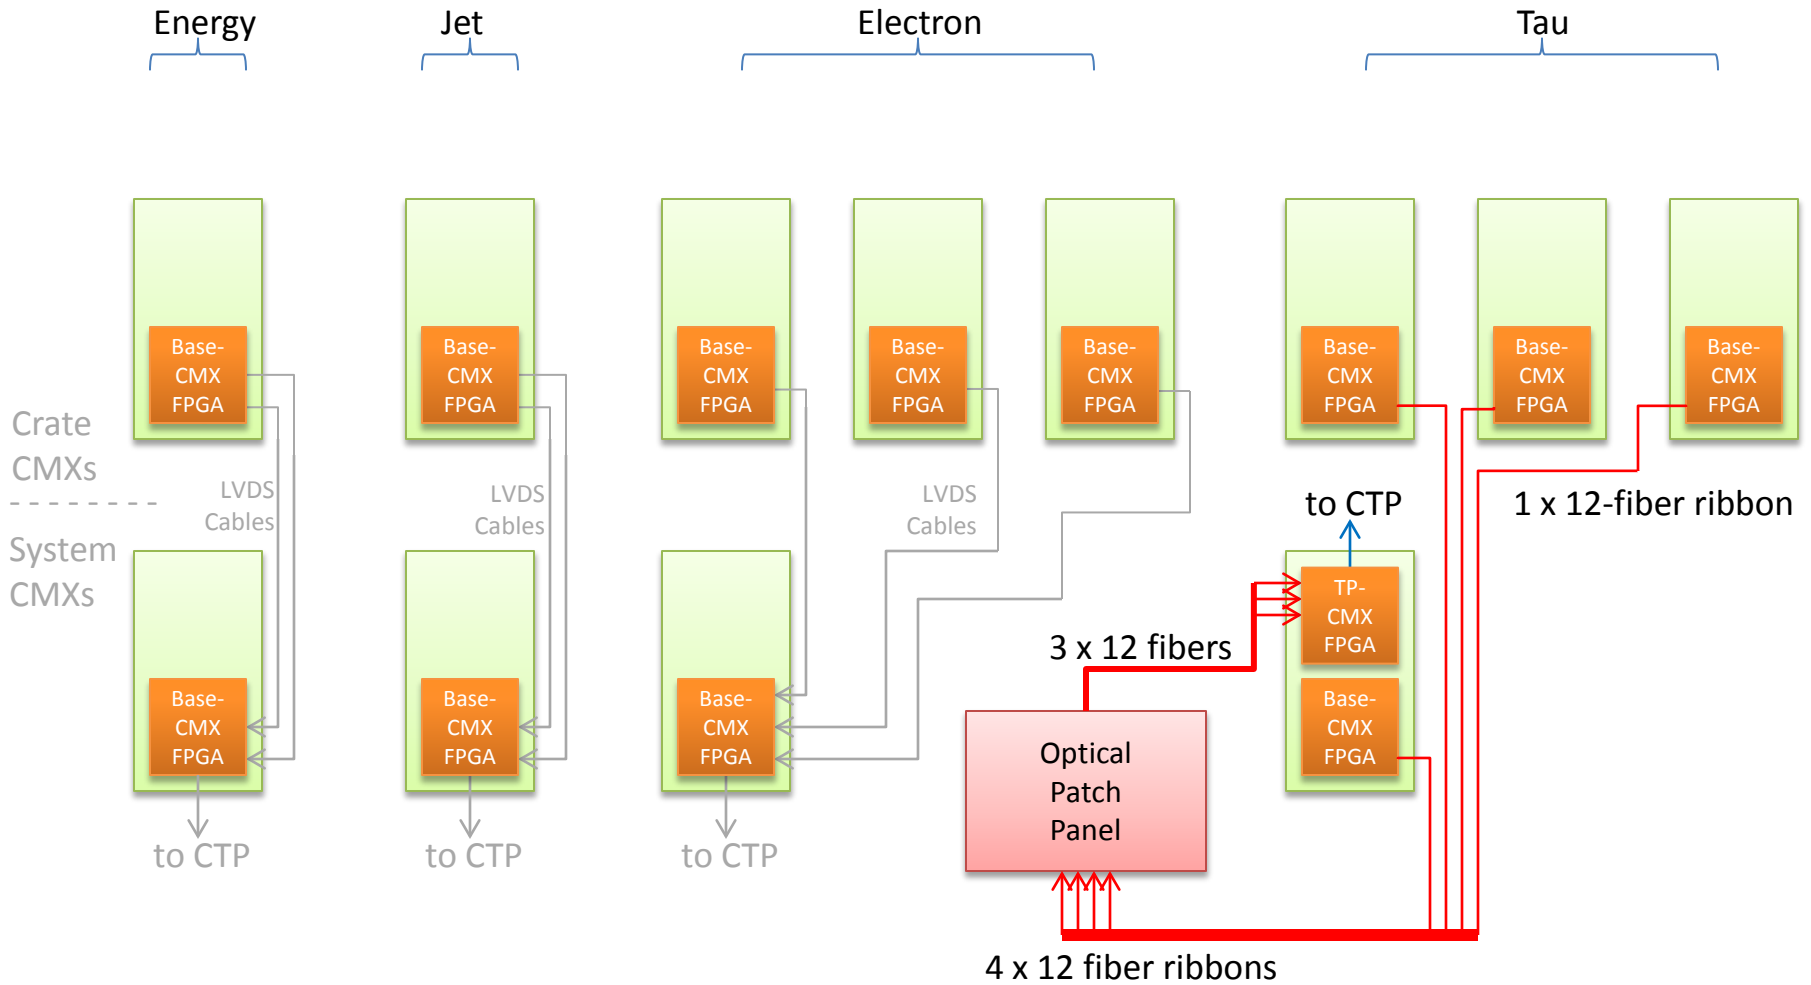 Energy
Jet
Electron
Tau
Base-
CMX
FPGA
Base-
CMX
FPGA
Base-
CMX
FPGA
Base-
CMX
FPGA
Base-
CMX
FPGA
Base-
CMX
FPGA
Base-
CMX
FPGA
Base-
CMX
FPGA
Crate
CMXs
System
CMXs
LVDS
Cables
LVDS
Cables
LVDS
Cables
to CTP
1 x 12-fiber ribbon
TP-
CMX
FPGA
3 x 12 fibers
Base-
CMX
FPGA
Base-
CMX
FPGA
Base-
CMX
FPGA
Optical
Patch
Panel
Base-
CMX
FPGA
to CTP
to CTP
to CTP
4 x 12 fiber ribbons